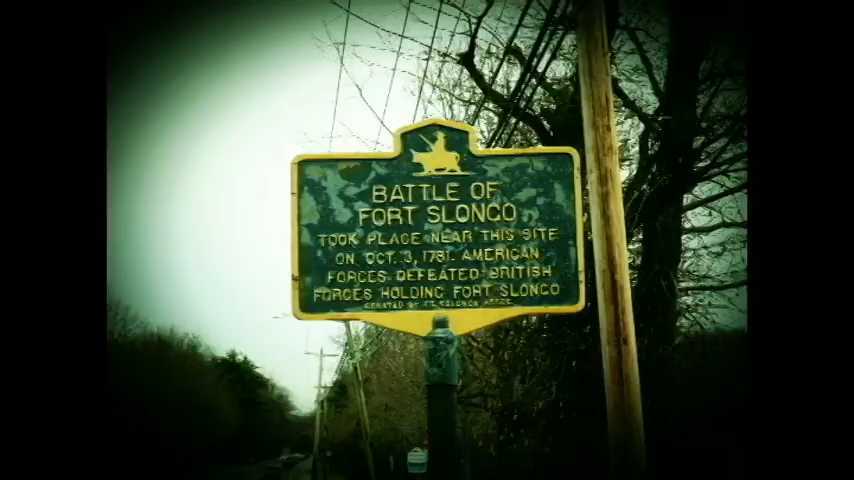 BATTLE OF
FORT SLONGO
TOOK PLACE NEAR THIS SITE
ON OCT. 3, 1781. AMERICAN
FORCES DEFEATED BRITISH
FORCES HOLDING FORT SLONGO